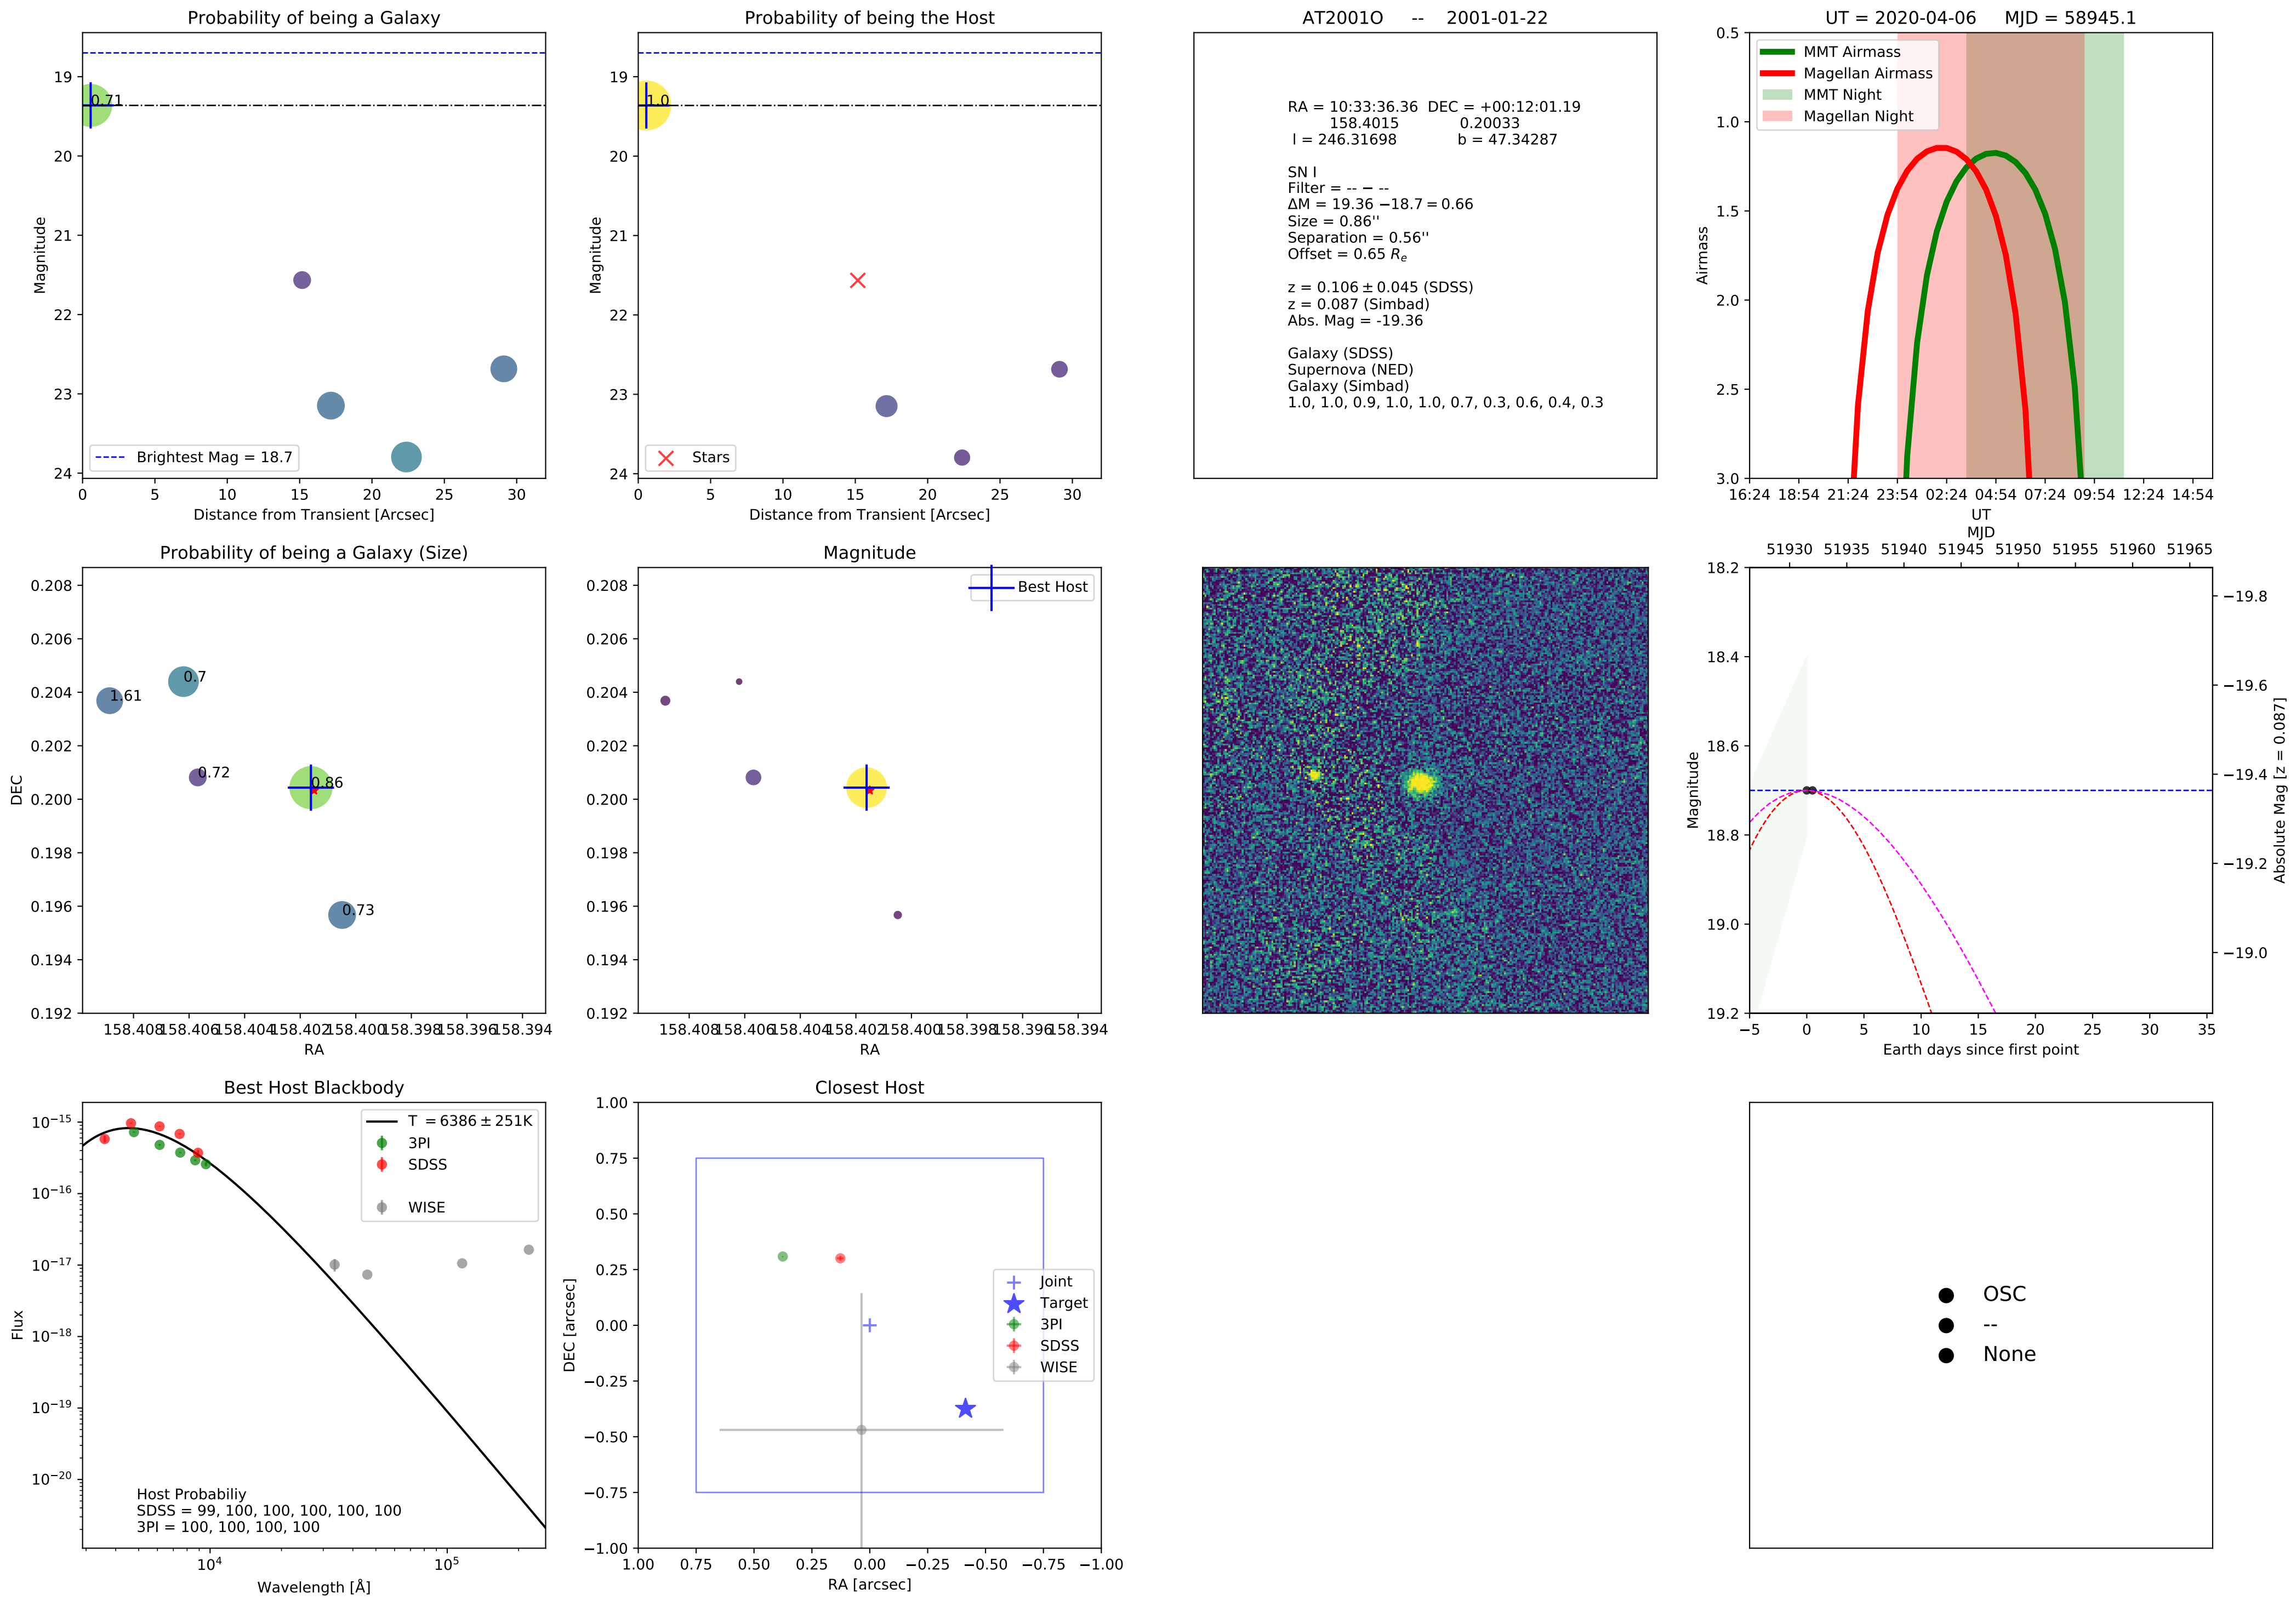 Probability of being a Galaxy
0.71
19
20
21
22
23
24
Magnitude
Brightest Mag = 18.7
0 5 10 15 20 25 30
Distance from Transient [Arcsec]
Probability of being the Host
1.0
19
20
21
22
23
24
Magnitude
Stars
0 5 10 15 20 25 30
Distance from Transient [Arcsec]
AT2001O -- 2001-01-22
RA = 10:33:36.36 DEC = +00:12:01.19
158.4015 0.20033
l = 246.31698 b = 47.34287
SN I
Filter = -- − --
ΔM = 19.36 −18.7 = 0.66
Size = 0.86''
Separation = 0.56''
Offset = 0.65 Rₑ
z = 0.106 ± 0.045 (SDSS)
z = 0.087 (Simbad)
Abs. Mag = -19.36
Galaxy (SDSS)
Supernova (NED)
Galaxy (Simbad)
1.0, 1.0, 0.9, 1.0, 1.0, 0.7, 0.3, 0.6, 0.4, 0.3
UT = 2020-04-06 MJD = 58945.1
MMT Airmass
Magellan Airmass
MMT Night
Magellan Night
0.5
1.0
1.5
2.0
2.5
3.0
Airmass
16:24 18:54 21:24 23:54 02:24 04:54 07:24 09:54 12:24 14:54
UT
Probability of being a Galaxy (Size)
0.208
0.206
0.204
0.202
0.200
0.198
0.196
0.194
0.192
DEC
0.7
1.61
0.72
0.86
0.73
158.408 158.406 158.404 158.402 158.400 158.398 158.396 158.394
RA
Magnitude
Best Host
0.208
0.206
0.204
0.202
0.200
0.198
0.196
0.194
0.192
158.408 158.406 158.404 158.402 158.400 158.398 158.396 158.394
RA
MJD
51930 51935 51940 51945 51950 51955 51960 51965
18.2
18.4
18.6
18.8
19.0
19.2
Magnitude
−19.8
−19.6
−19.4
−19.2
−19.0
Absolute Mag [z = 0.087]
−5 0 5 10 15 20 25 30 35
Earth days since first point
Best Host Blackbody
T = 6386 ± 251K
3PI
SDSS
WISE
10⁻¹⁵
10⁻¹⁶
10⁻¹⁷
10⁻¹⁸
10⁻¹⁹
10⁻²⁰
Flux
Host Probabiliy
SDSS = 99, 100, 100, 100, 100, 100
3PI = 100, 100, 100, 100
10⁴ 10⁵
Wavelength [Å]
Closest Host
1.00
0.75
0.50
0.25
0.00
−0.25
−0.50
−0.75
−1.00
DEC [arcsec]
Joint
Target
3PI
SDSS
WISE
1.00 0.75 0.50 0.25 0.00 −0.25 −0.50 −0.75 −1.00
RA [arcsec]
OSC
--
None